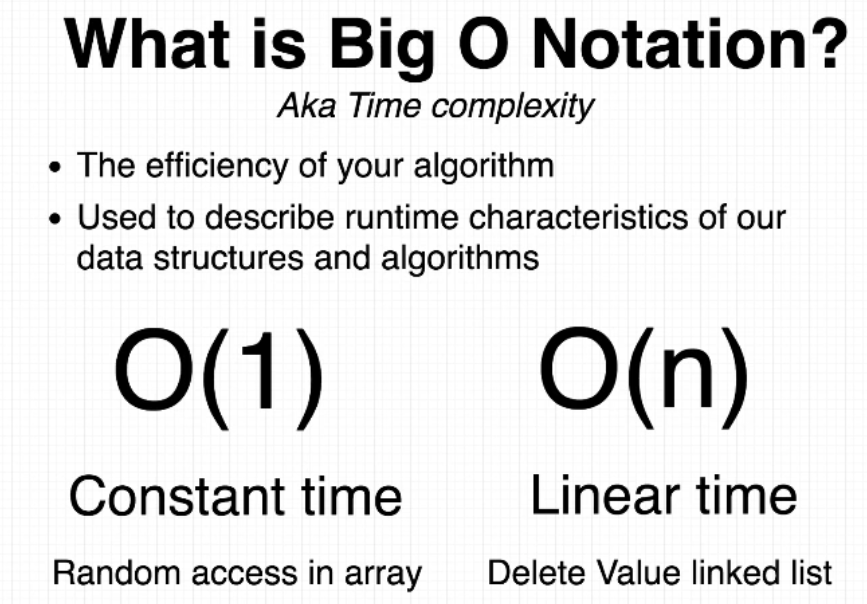 What is Big O Notation?
Aka Time complexity
• The efficiency of your algorithm
• Used to describe runtime characteristics of our
data structures and algorithms
O(1) O(n)
Constant time Linear time
Random access in array Delete Value linked list